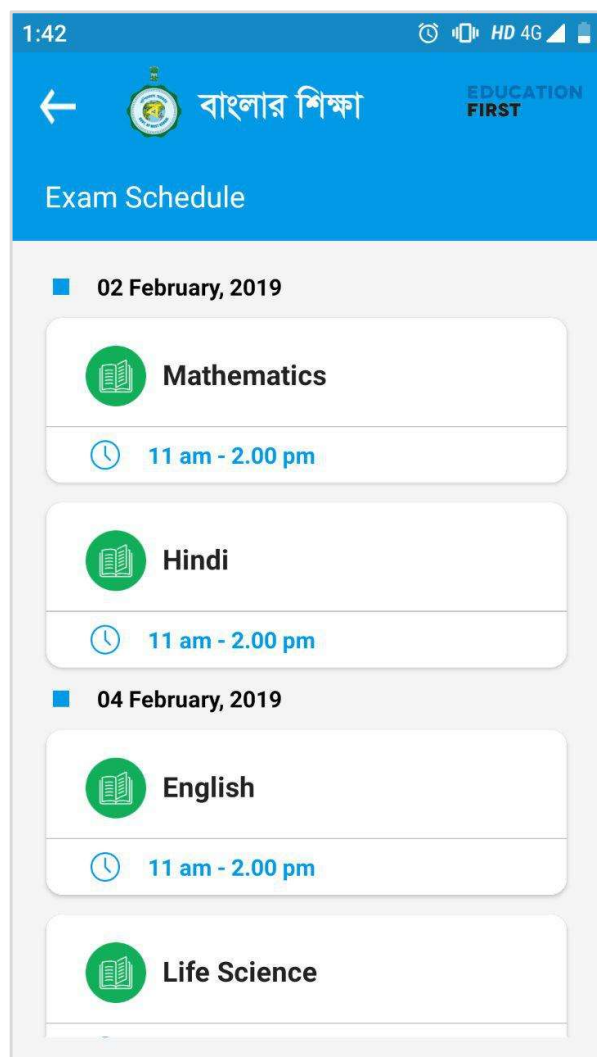 1:42 HD 4G
বাংলার শিক্ষা
EDUCATION
FIRST
Exam Schedule
02 February, 2019
Mathematics
11 am - 2.00 pm
Hindi
11 am - 2.00 pm
04 February, 2019
English
11 am - 2.00 pm
Life Science